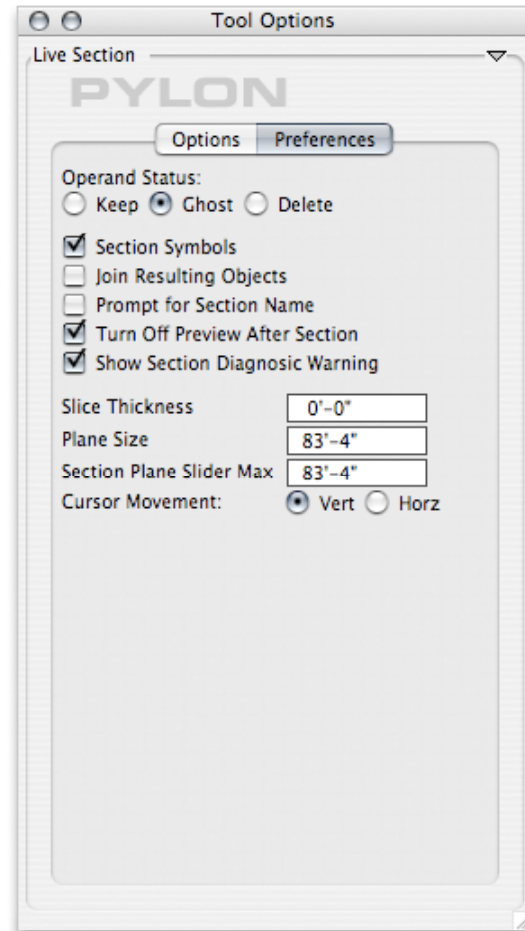 Tool Options
Live Section
PYLON
Options Preferences
Operand Status:
Keep Ghost Delete
Section Symbols
Join Resulting Objects
Prompt for Section Name
Turn Off Preview After Section
Show Section Diagnosic Warning
Slice Thickness 0'-0"
Plane Size 83'-4"
Section Plane Slider Max 83'-4"
Cursor Movement: Vert Horz